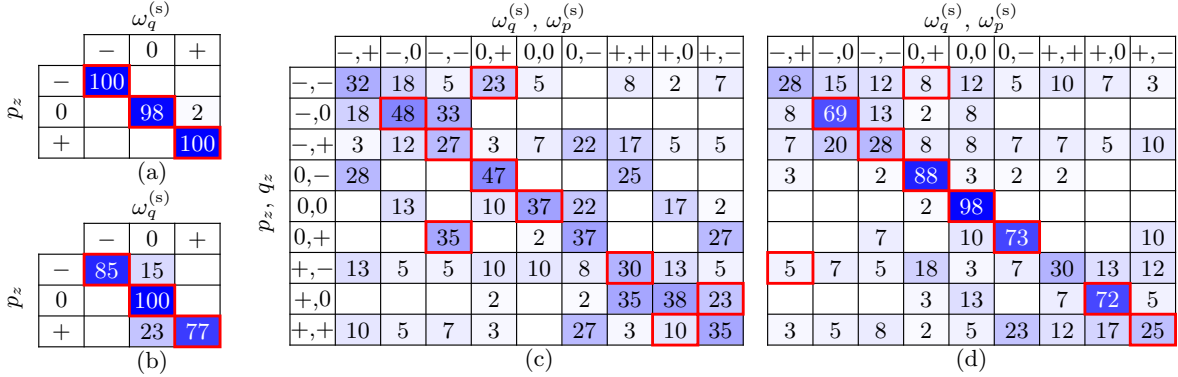 ω_q^(s)
− 0 +
− 100
p_z 0 98 2
+ 100
(a)
ω_q^(s)
− 0 +
− 85 15
p_z 0 100
+ 23 77
(b)
ω_q^(s), ω_p^(s)
−,+ −,0 −,− 0,+ 0,0 0,− +,+ +,0 +,−
−,− 32 18 5 23 5 8 2 7
−,0 18 48 33
−,+ 3 12 27 3 7 22 17 5 5
0,− 28 47 25
p_z, q_z 0,0 13 10 37 22 17 2
0,+ 35 2 37 27
+,− 13 5 5 10 10 8 30 13 5
+,0 2 2 35 38 23
+,+ 10 5 7 3 27 3 10 35
(c)
ω_q^(s), ω_p^(s)
−,+ −,0 −,− 0,+ 0,0 0,− +,+ +,0 +,−
28 15 12 8 12 5 10 7 3
8 69 13 2 8
7 20 28 8 8 7 7 5 10
3 2 88 3 2 2
2 98
7 10 73 10
5 7 5 18 3 7 30 13 12
3 13 7 72 5
3 5 8 2 5 23 12 17 25
(d)